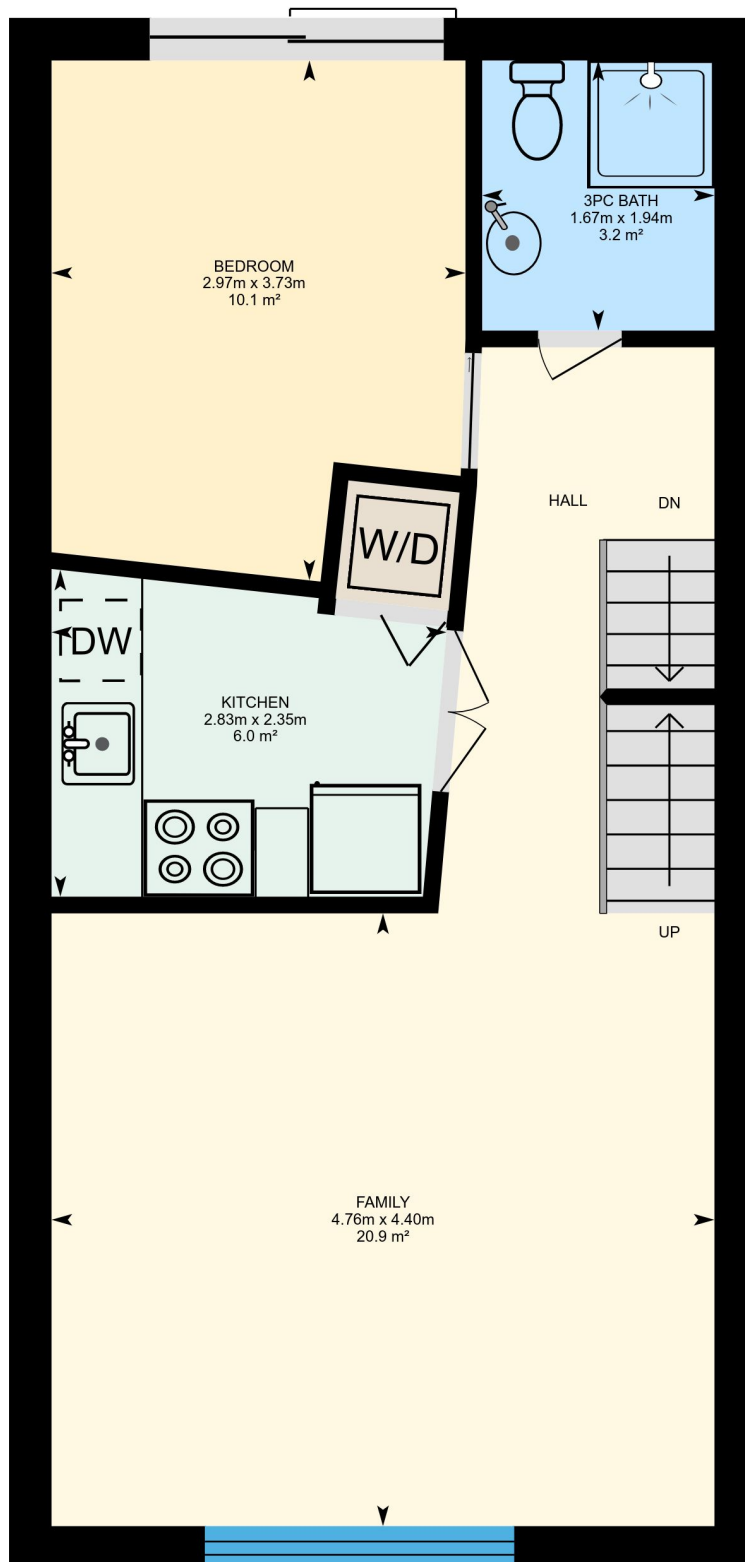 3PC BATH
1.67m x 1.94m
3.2 m²
BEDROOM
2.97m x 3.73m
10.1 m²
HALL
DN
W/D
DW
KITCHEN
2.83m x 2.35m
6.0 m²
UP
FAMILY
4.76m x 4.40m
20.9 m²